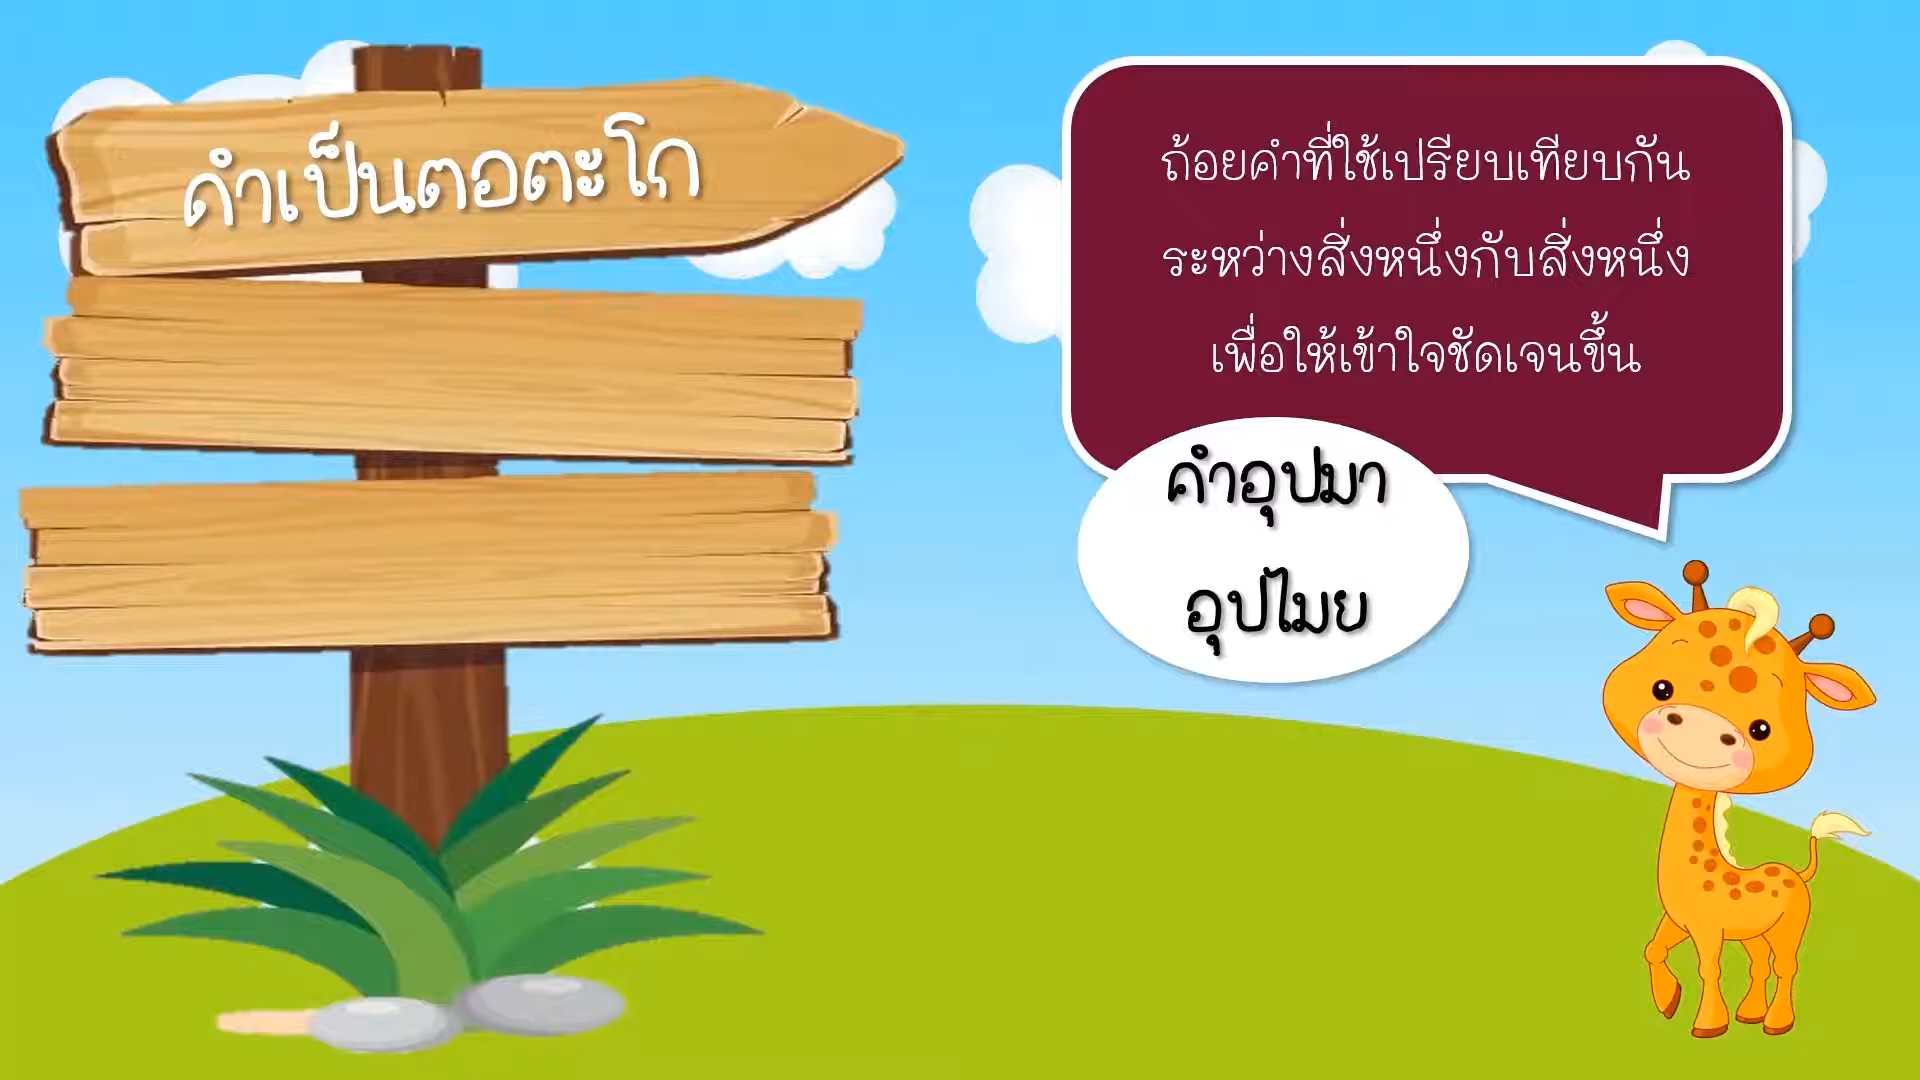 ดำเป็นตอตะโก
ถ้อยคำที่ใช้เปรียบเทียบกัน
ระหว่างสิ่งหนึ่งกับสิ่งหนึ่ง
เพื่อให้เข้าใจชัดเจนขึ้น
คำอุปมา
อุปไมย